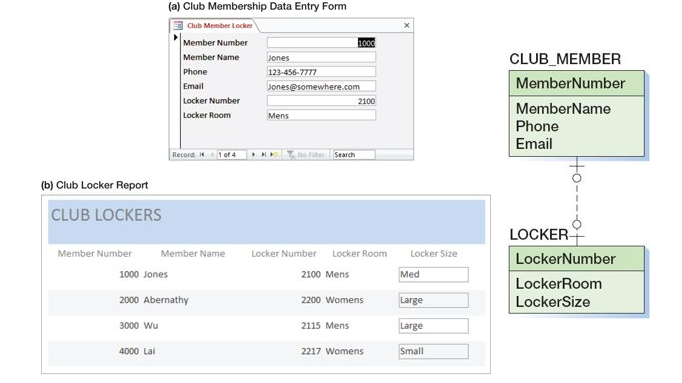 (a) Club Membership Data Entry Form
Club Member Locker ×
Member Number 1000
Member Name Jones
Phone 123-456-7777
Email Jones@somewhere.com
Locker Number 2100
Locker Room Mens
Record: 1 of 4 No Filter Search
(b) Club Locker Report
CLUB LOCKERS
Member Number Member Name Locker Number Locker Room Locker Size
1000 Jones 2100 Mens Med
2000 Abernathy 2200 Womens Large
3000 Wu 2115 Mens Large
4000 Lai 2217 Womens Small
CLUB_MEMBER
MemberNumber
MemberName
Phone
Email
LOCKER
LockerNumber
LockerRoom
LockerSize